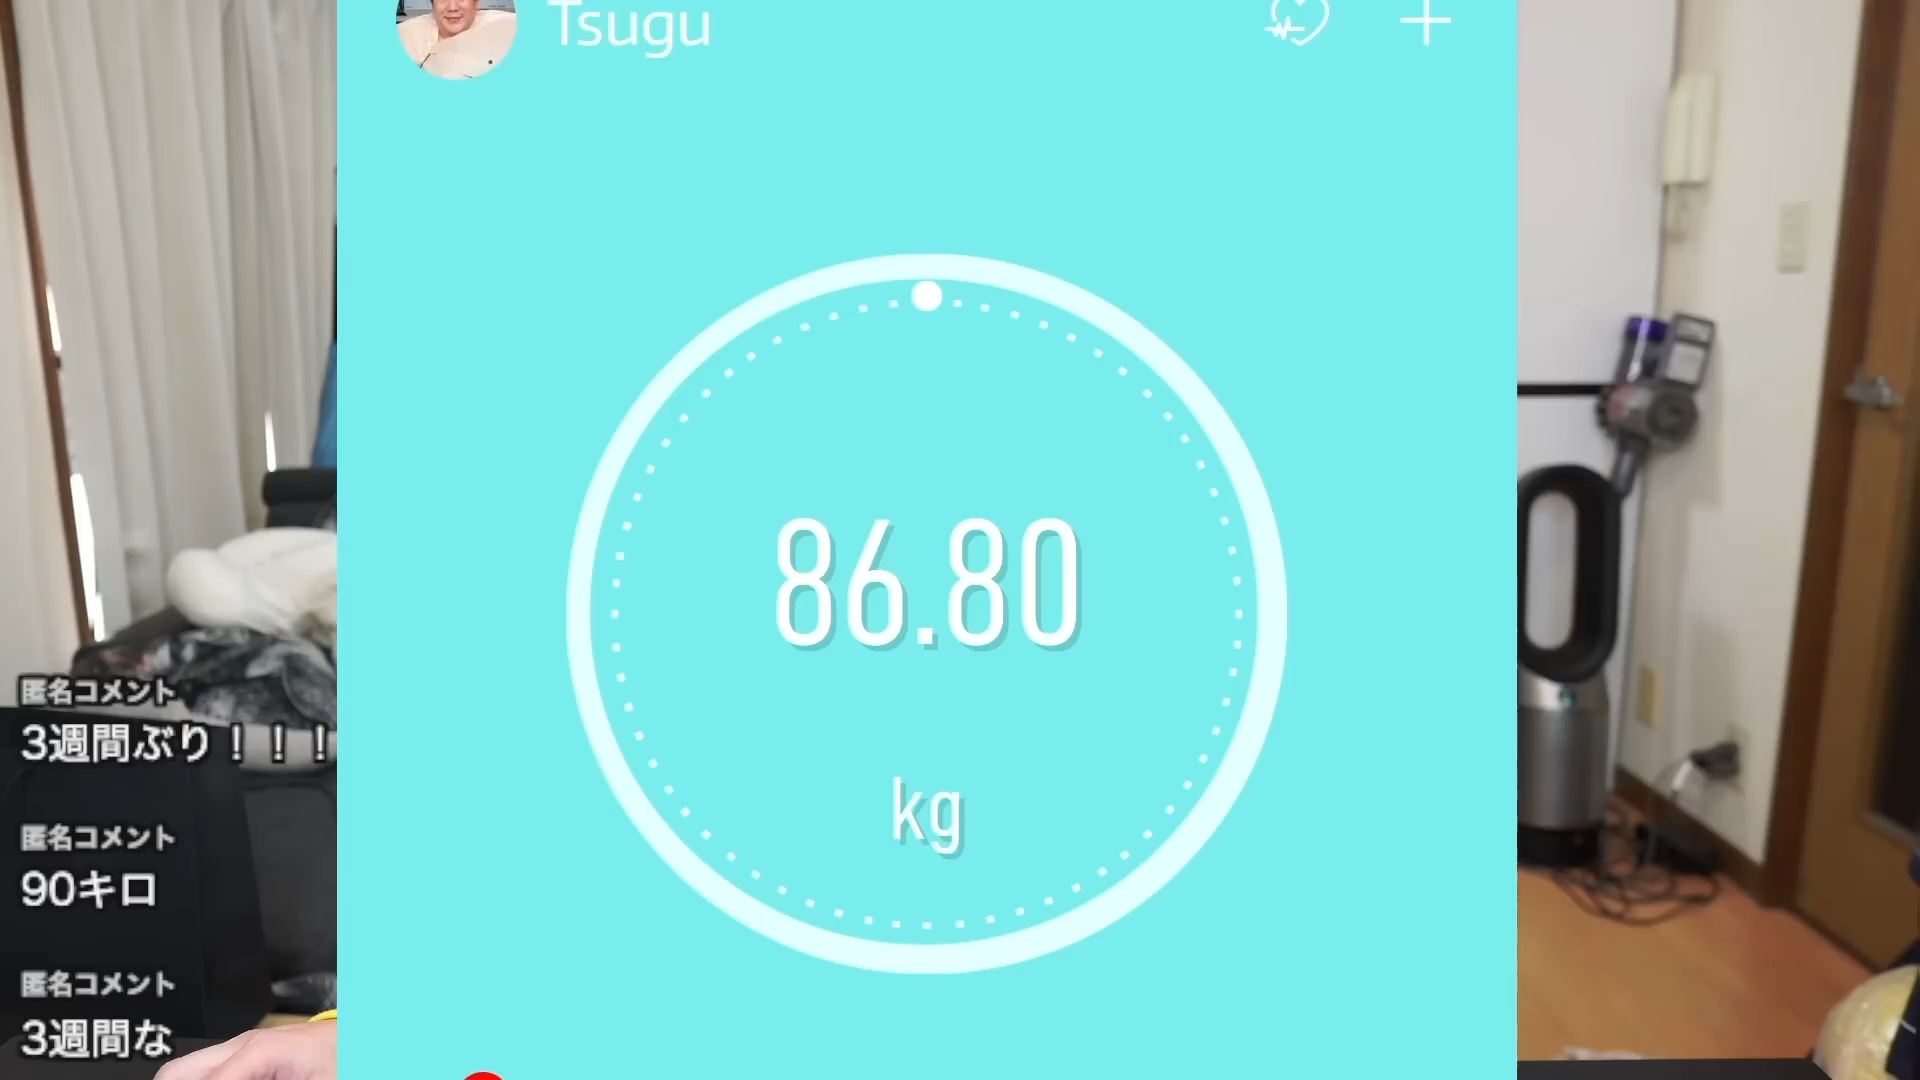 Tsugu
86.80
kg
匿名コメント
3週間ぶり！！！
匿名コメント
90キロ
匿名コメント
3週間な